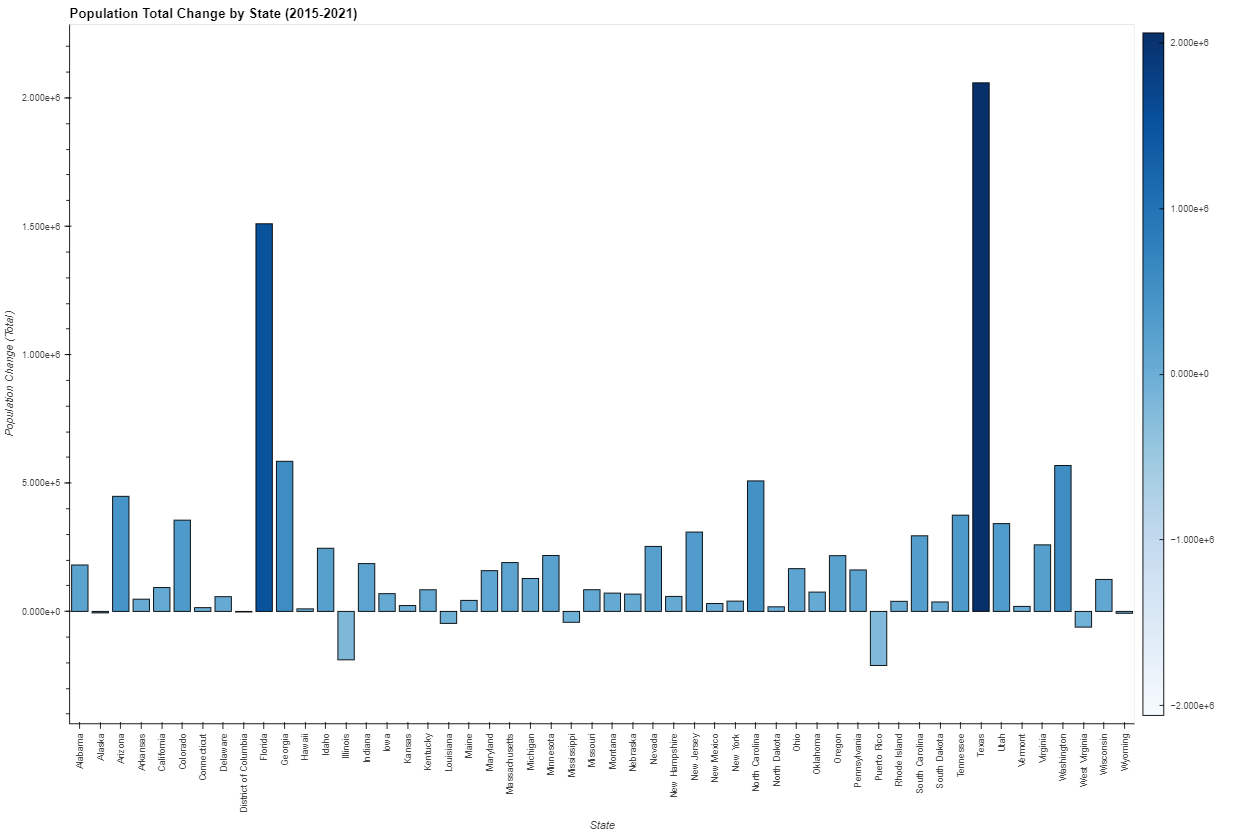 Population Total Change by State (2015-2021)
2.000e+6
1.500e+6
1.000e+6
5.000e+5
0.000e+0
Population Change (Total)
Alabama
Alaska
Arizona
Arkansas
California
Colorado
Connecticut
Delaware
District of Columbia
Florida
Georgia
Hawaii
Idaho
Illinois
Indiana
Iowa
Kansas
Kentucky
Louisiana
Maine
Maryland
Massachusetts
Michigan
Minnesota
Mississippi
Missouri
Montana
Nebraska
Nevada
New Hampshire
New Jersey
New Mexico
New York
North Carolina
North Dakota
Ohio
Oklahoma
Oregon
Pennsylvania
Puerto Rico
Rhode Island
South Carolina
South Dakota
Tennessee
Texas
Utah
Vermont
Virginia
Washington
West Virginia
Wisconsin
Wyoming
State
2.000e+6
1.000e+6
0.000e+0
−1.000e+6
−2.000e+6